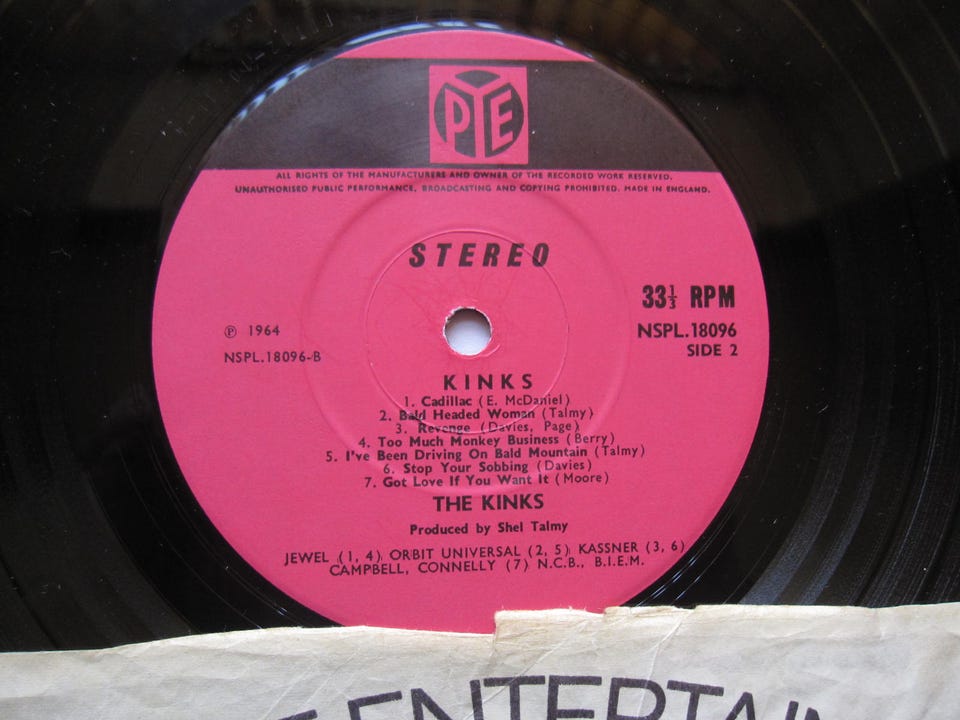 PYE
ALL RIGHTS OF THE MANUFACTURERS AND OWNER OF THE RECORDED WORK RESERVED.
UNAUTHORISED PUBLIC PERFORMANCE, BROADCASTING AND COPYING PROHIBITED. MADE IN ENGLAND.
STEREO
33⅓ RPM
NSPL.18096
SIDE 2
℗ 1964
NSPL.18096-B
KINKS
1. Cadillac (E. McDaniel)
2. Bald Headed Woman (Talmy)
3. Revenge (Davies, Page)
4. Too Much Monkey Business (Berry)
5. I've Been Driving On Bald Mountain (Talmy)
6. Stop Your Sobbing (Davies)
7. Got Love If You Want It (Moore)
THE KINKS
Produced by Shel Talmy
JEWEL (1, 4) ORBIT UNIVERSAL (2, 5) KASSNER (3, 6)
CAMPBELL, CONNELLY (7) N.C.B., B.I.E.M.